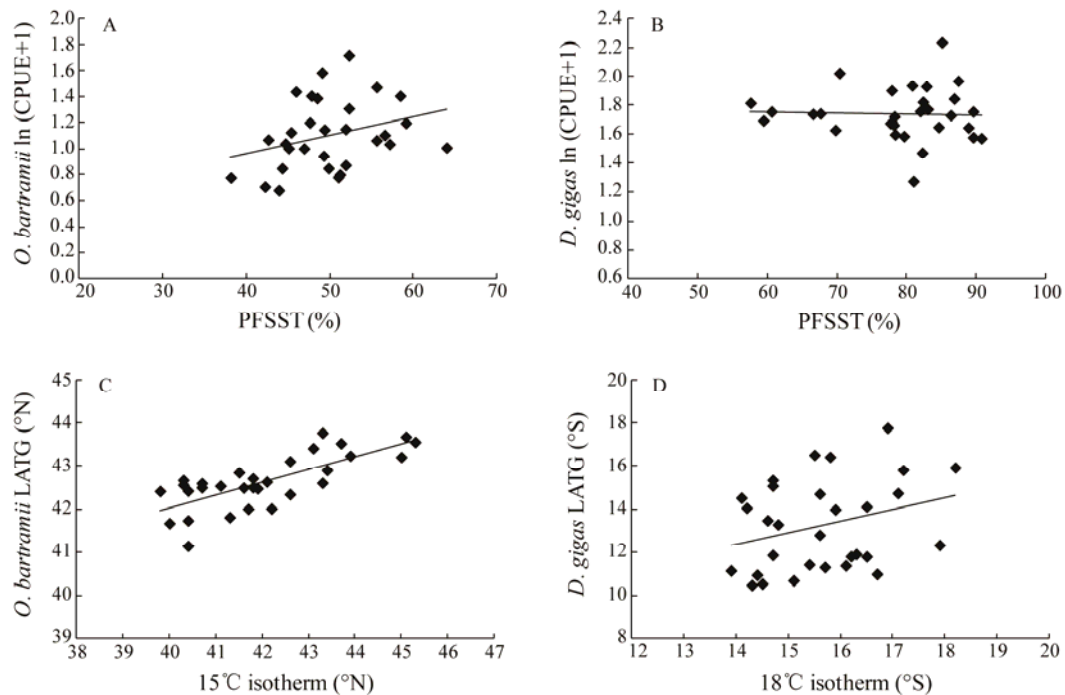 A
O. bartramii ln (CPUE+1)
2.0
1.8
1.6
1.4
1.2
1.0
0.8
0.6
0.4
0.2
0.0
20 30 40 50 60 70
PFSST (%)
B
D. gigas ln (CPUE+1)
2.4
2.2
2.0
1.8
1.6
1.4
1.2
1.0
0.8
0.6
40 50 60 70 80 90 100
PFSST (%)
C
O. bartramii LATG (°N)
45
44
43
42
41
40
39
38 39 40 41 42 43 44 45 46 47
15℃ isotherm (°N)
D
D. gigas LATG (°S)
20
18
16
14
12
10
8
12 13 14 15 16 17 18 19 20
18℃ isotherm (°S)